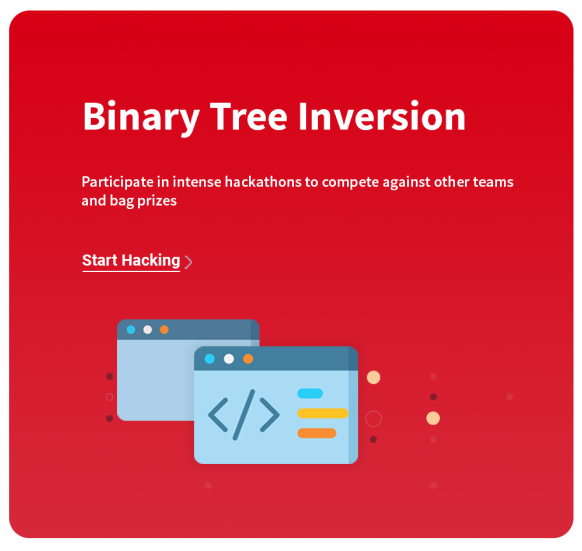 Binary Tree Inversion
Participate in intense hackathons to compete against other teams
and bag prizes
Start Hacking